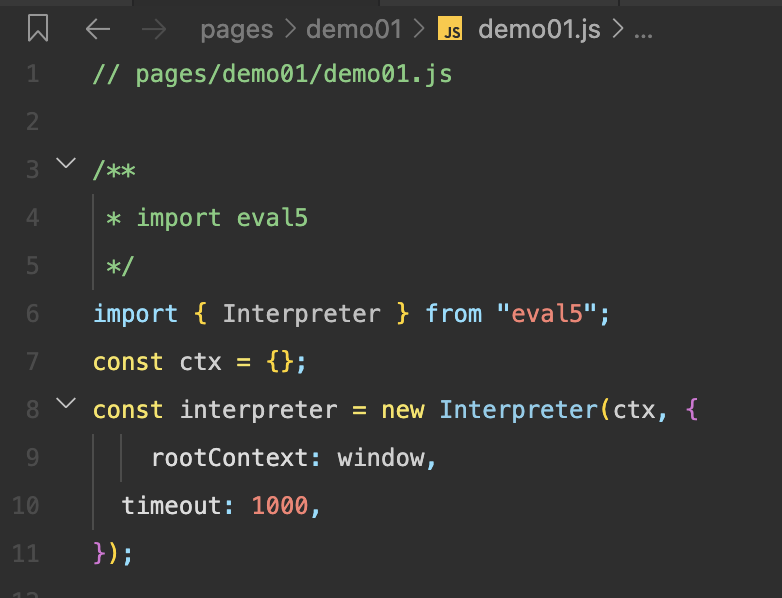 pages > demo01 > JS demo01.js > ...
1 // pages/demo01/demo01.js
2
3 /**
4 * import eval5
5 */
6 import { Interpreter } from "eval5";
7 const ctx = {};
8 const interpreter = new Interpreter(ctx, {
9 rootContext: window,
10 timeout: 1000,
11 });